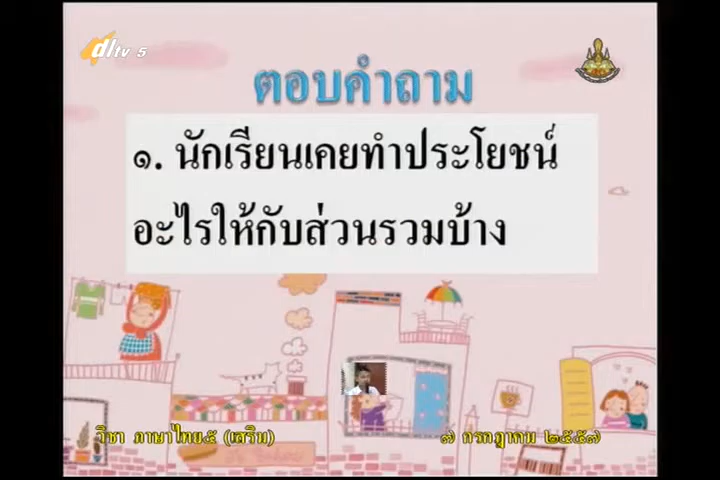 dltv 5
ตอบคำถาม
๑. นักเรียนเคยทำประโยชน์
อะไรให้กับส่วนรวมบ้าง
วิชา ภาษาไทย๕ (เสริม)
๗ กรกฎาคม ๒๕๕๗